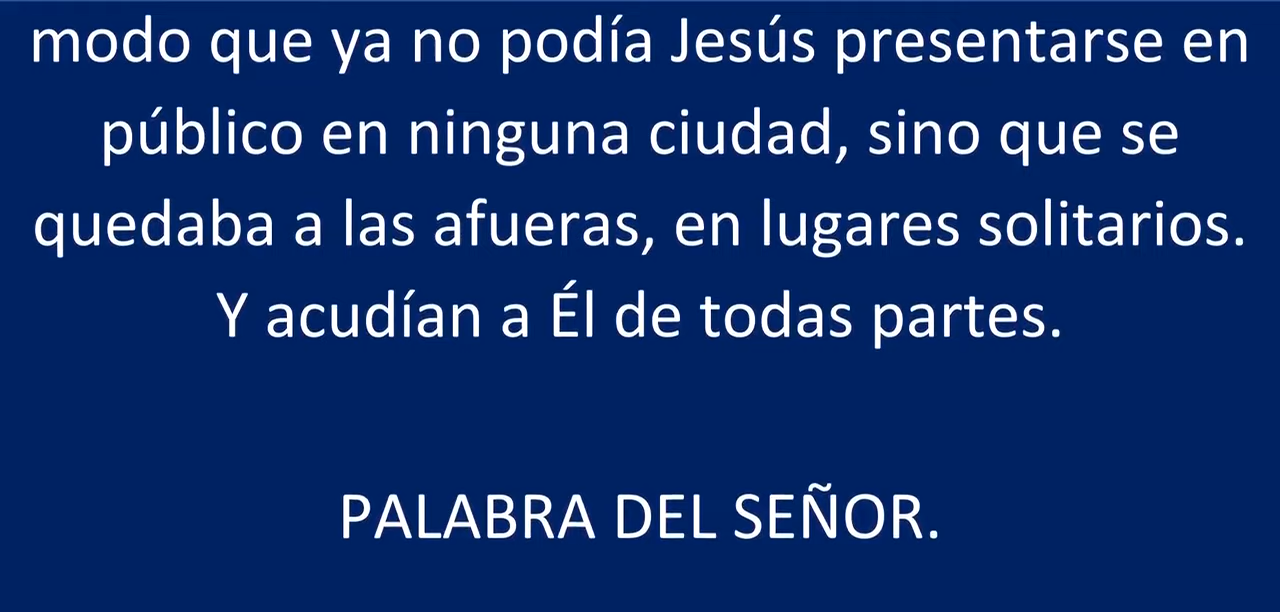 modo que ya no podía Jesús presentarse en
público en ninguna ciudad, sino que se
quedaba a las afueras, en lugares solitarios.
Y acudían a Él de todas partes.
PALABRA DEL SEÑOR.